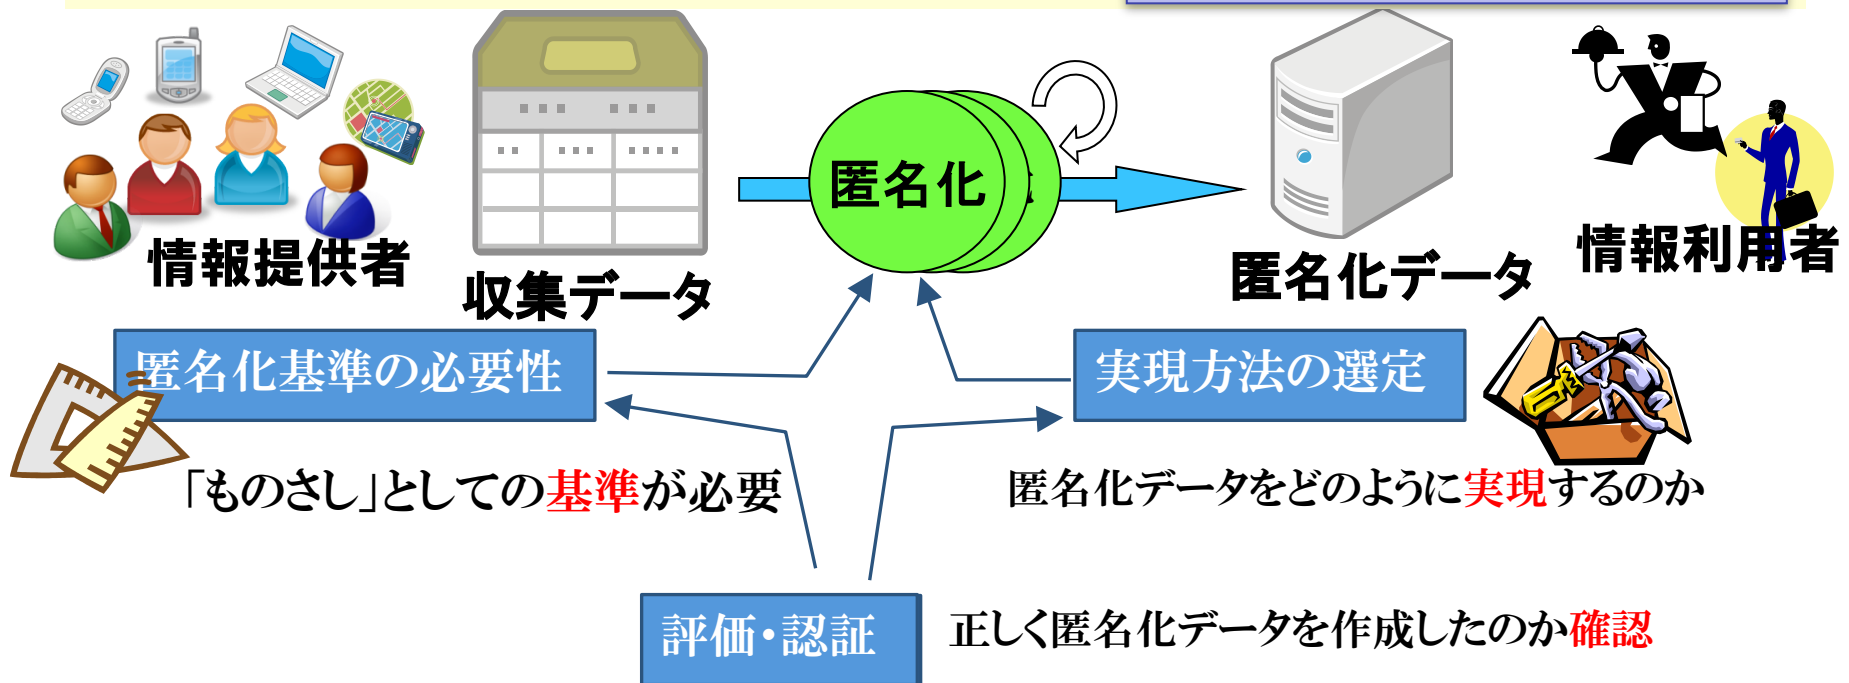 匿名化
情報提供者
収集データ
匿名化データ
情報利用者
匿名化基準の必要性
実現方法の選定
「ものさし」としての基準が必要
匿名化データをどのように実現するのか
評価・認証
正しく匿名化データを作成したのか確認